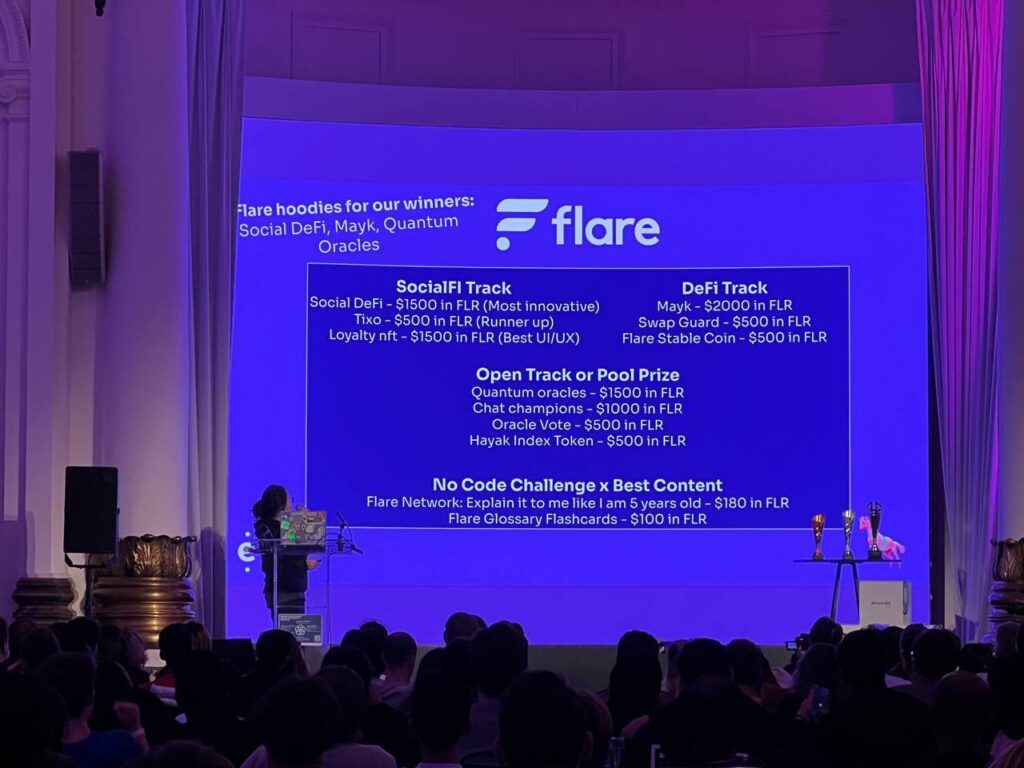 Flare hoodies for our winners:
Social DeFi, Mayk, Quantum
Oracles
flare
SocialFI Track
Social DeFi - $1500 in FLR (Most innovative)
Tixo - $500 in FLR (Runner up)
Loyalty nft - $1500 in FLR (Best UI/UX)
DeFi Track
Mayk - $2000 in FLR
Swap Guard - $500 in FLR
Flare Stable Coin - $500 in FLR
Open Track or Pool Prize
Quantum oracles - $1500 in FLR
Chat champions - $1000 in FLR
Oracle Vote - $500 in FLR
Hayak Index Token - $500 in FLR
No Code Challenge x Best Content
Flare Network: Explain it to me like I am 5 years old - $180 in FLR
Flare Glossary Flashcards - $100 in FLR